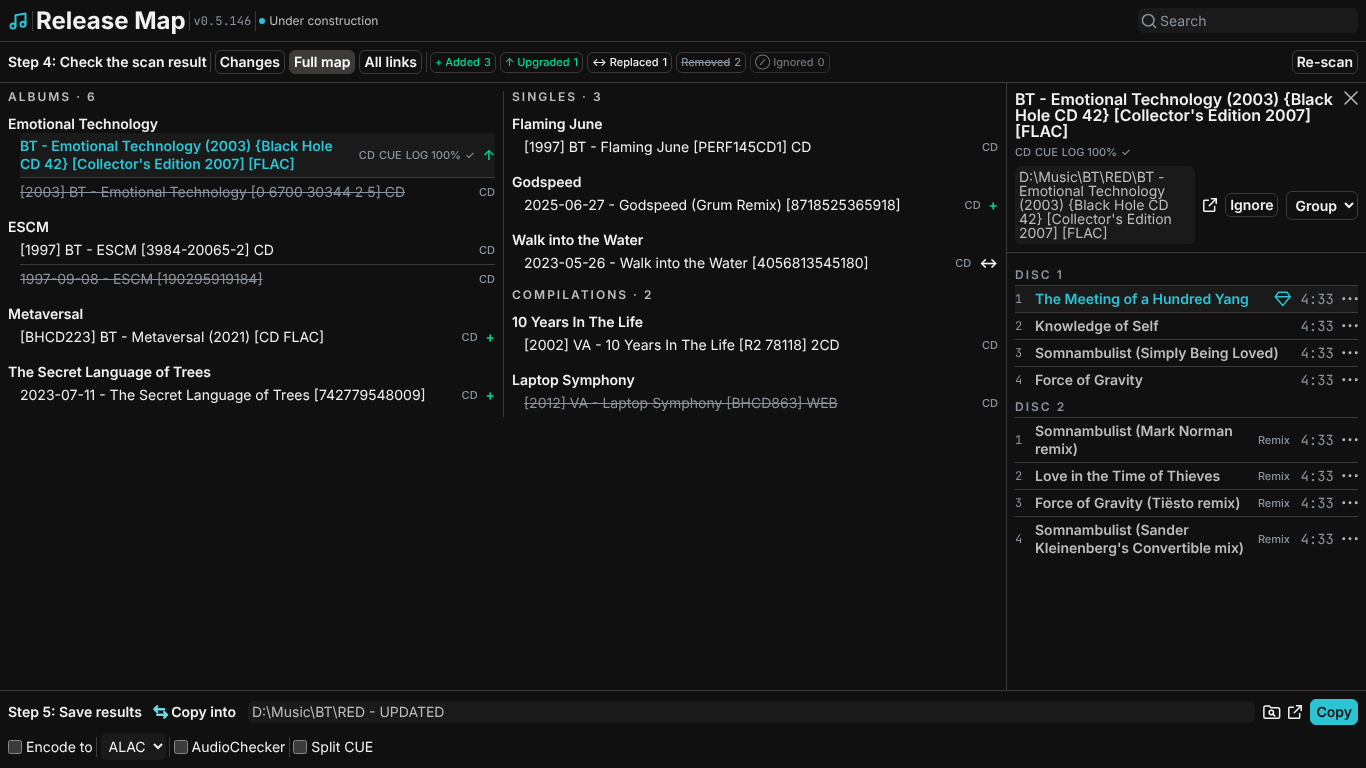 Release Map v0.5.146 Under construction Search
Step 4: Check the scan result Changes Full map All links + Added 3 ↑ Upgraded 1 ↔ Replaced 1 Removed 2 Ignored 0 Re-scan
ALBUMS · 6
Emotional Technology
BT - Emotional Technology (2003) {Black Hole
CD 42} [Collector's Edition 2007] [FLAC]
CD CUE LOG 100% ✓ ↑
[2003] BT - Emotional Technology [0 6700 30344 2 5] CD CD
ESCM
[1997] BT - ESCM [3984-20065-2] CD CD
1997-09-08 - ESCM [190295919184] CD
Metaversal
[BHCD223] BT - Metaversal (2021) [CD FLAC] CD +
The Secret Language of Trees
2023-07-11 - The Secret Language of Trees [742779548009] CD +
SINGLES · 3
Flaming June
[1997] BT - Flaming June [PERF145CD1] CD CD
Godspeed
2025-06-27 - Godspeed (Grum Remix) [8718525365918] CD +
Walk into the Water
2023-05-26 - Walk into the Water [4056813545180] CD ↔
COMPILATIONS · 2
10 Years In The Life
[2002] VA - 10 Years In The Life [R2 78118] 2CD CD
Laptop Symphony
[2012] VA - Laptop Symphony [BHCD863] WEB CD
BT - Emotional Technology (2003) {Black
Hole CD 42} [Collector's Edition 2007]
[FLAC]
CD CUE LOG 100% ✓
D:\Music\BT\RED\BT -
Emotional Technology
(2003) {Black Hole CD
42} [Collector's Edition
2007] [FLAC]
Ignore Group
DISC 1
1 The Meeting of a Hundred Yang 4:33 ···
2 Knowledge of Self 4:33 ···
3 Somnambulist (Simply Being Loved) 4:33 ···
4 Force of Gravity 4:33 ···
DISC 2
1 Somnambulist (Mark Norman
remix) Remix 4:33 ···
2 Love in the Time of Thieves Remix 4:33 ···
3 Force of Gravity (Tiësto remix) Remix 4:33 ···
4 Somnambulist (Sander
Kleinenberg's Convertible mix) Remix 4:33 ···
Step 5: Save results Copy into D:\Music\BT\RED - UPDATED Copy
Encode to ALAC AudioChecker Split CUE